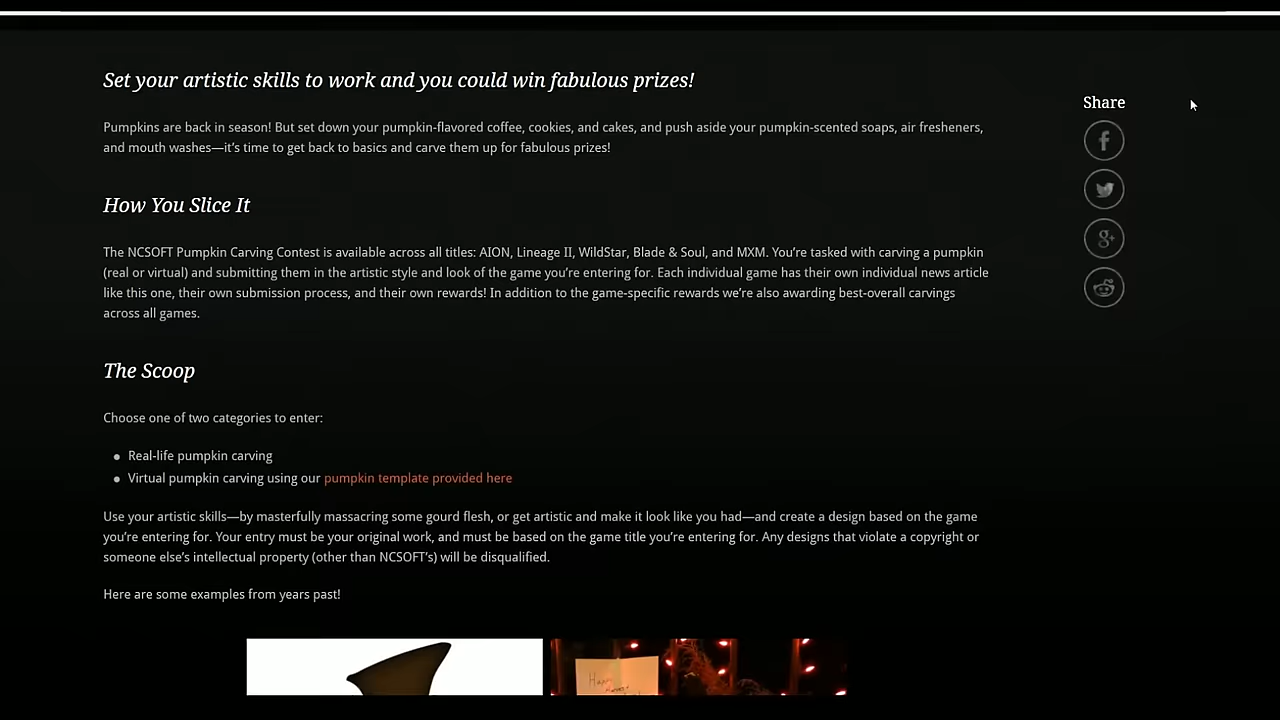 Set your artistic skills to work and you could win fabulous prizes!
Share
Pumpkins are back in season! But set down your pumpkin-flavored coffee, cookies, and cakes, and push aside your pumpkin-scented soaps, air fresheners,
and mouth washes—it's time to get back to basics and carve them up for fabulous prizes!
How You Slice It
The NCSOFT Pumpkin Carving Contest is available across all titles: AION, Lineage II, WildStar, Blade & Soul, and MXM. You're tasked with carving a pumpkin
(real or virtual) and submitting them in the artistic style and look of the game you're entering for. Each individual game has their own individual news article
like this one, their own submission process, and their own rewards! In addition to the game-specific rewards we're also awarding best-overall carvings
across all games.
The Scoop
Choose one of two categories to enter:
Real-life pumpkin carving
Virtual pumpkin carving using our pumpkin template provided here
Use your artistic skills—by masterfully massacring some gourd flesh, or get artistic and make it look like you had—and create a design based on the game
you're entering for. Your entry must be your original work, and must be based on the game title you're entering for. Any designs that violate a copyright or
someone else's intellectual property (other than NCSOFT's) will be disqualified.
Here are some examples from years past!